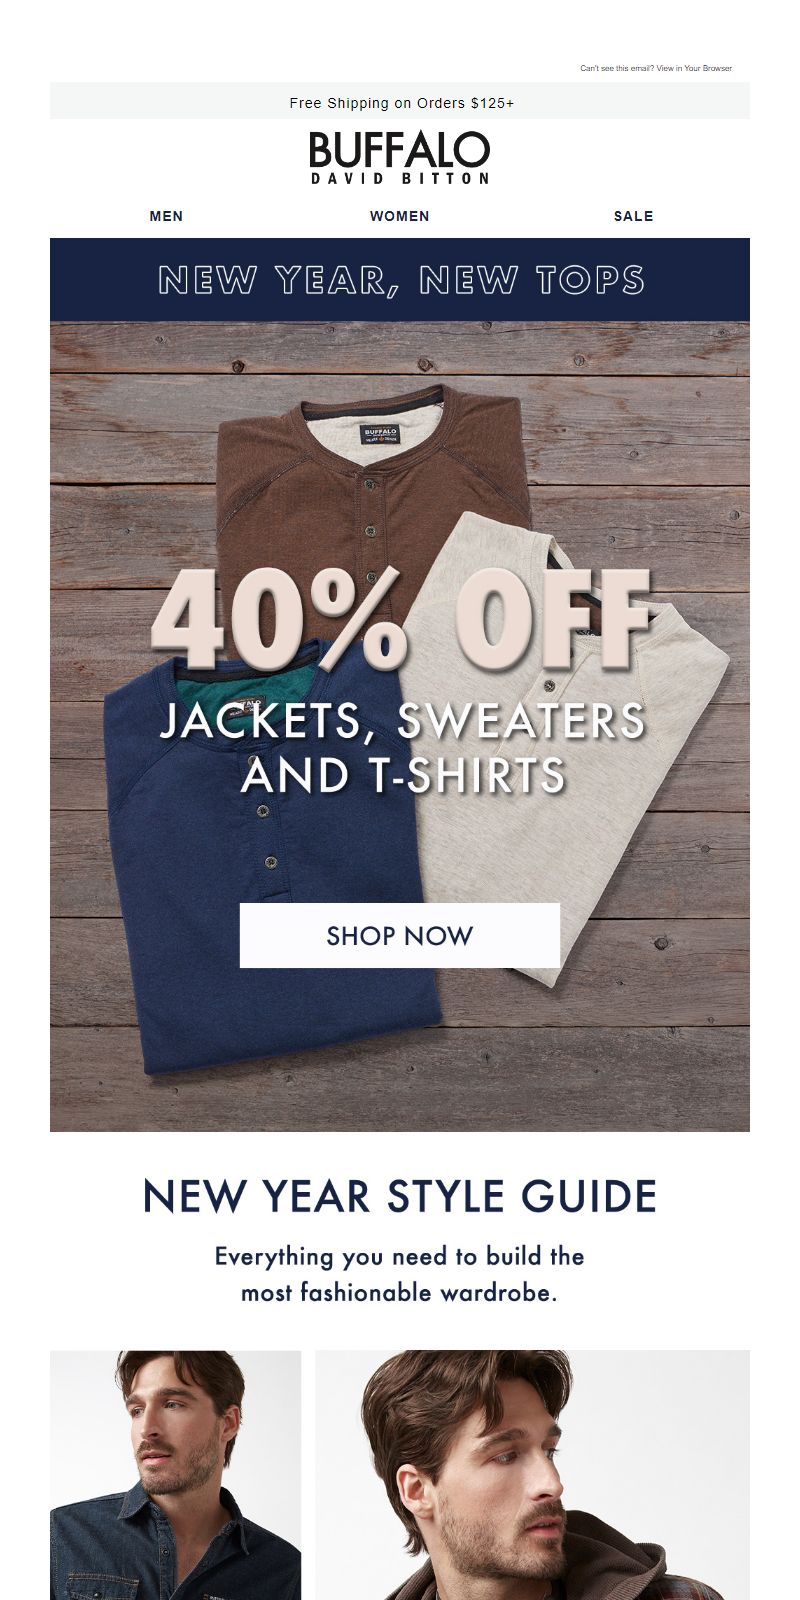 Can't see this email? View in Your Browser
Free Shipping on Orders $125+
BUFFALO
DAVID BITTON
MEN WOMEN SALE
NEW YEAR, NEW TOPS
BUFFALO
40% OFF
JACKETS, SWEATERS
AND T-SHIRTS
SHOP NOW
NEW YEAR STYLE GUIDE
Everything you need to build the
most fashionable wardrobe.